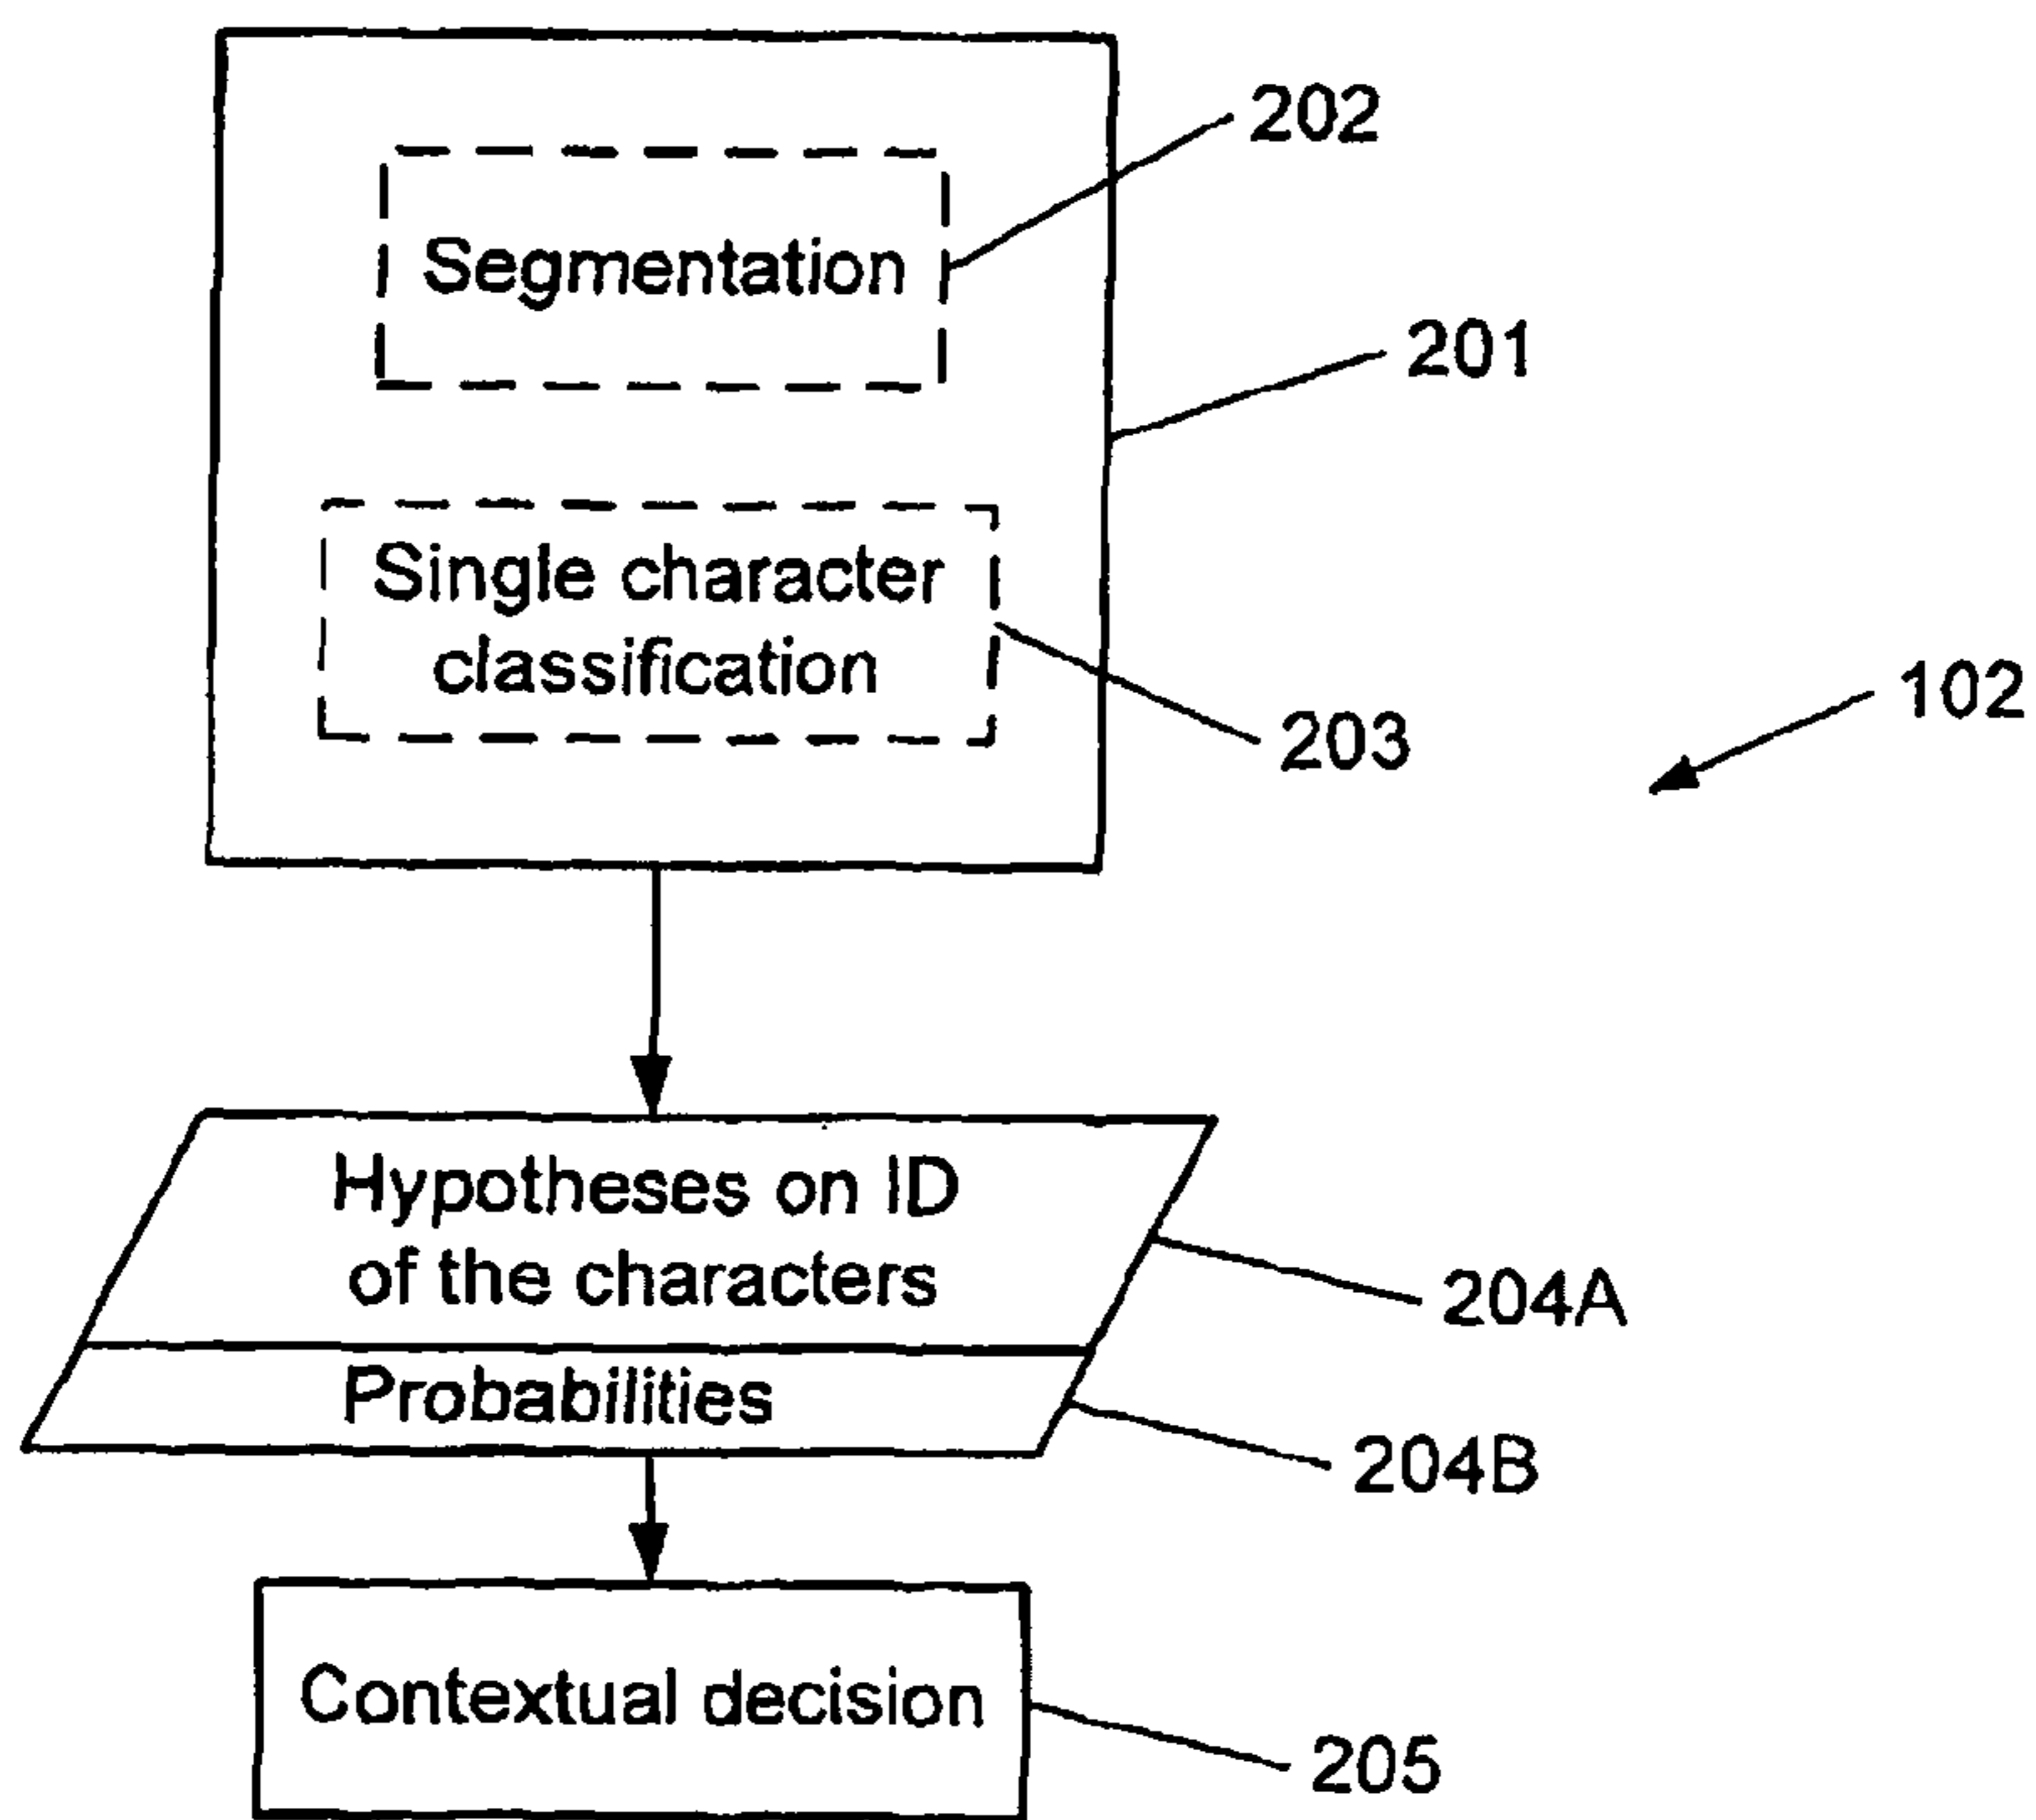 202
Segmentation
201
Single character
classification
102
203
Hypotheses on ID
of the characters
204A
Probabilities
204B
Contextual decision
205